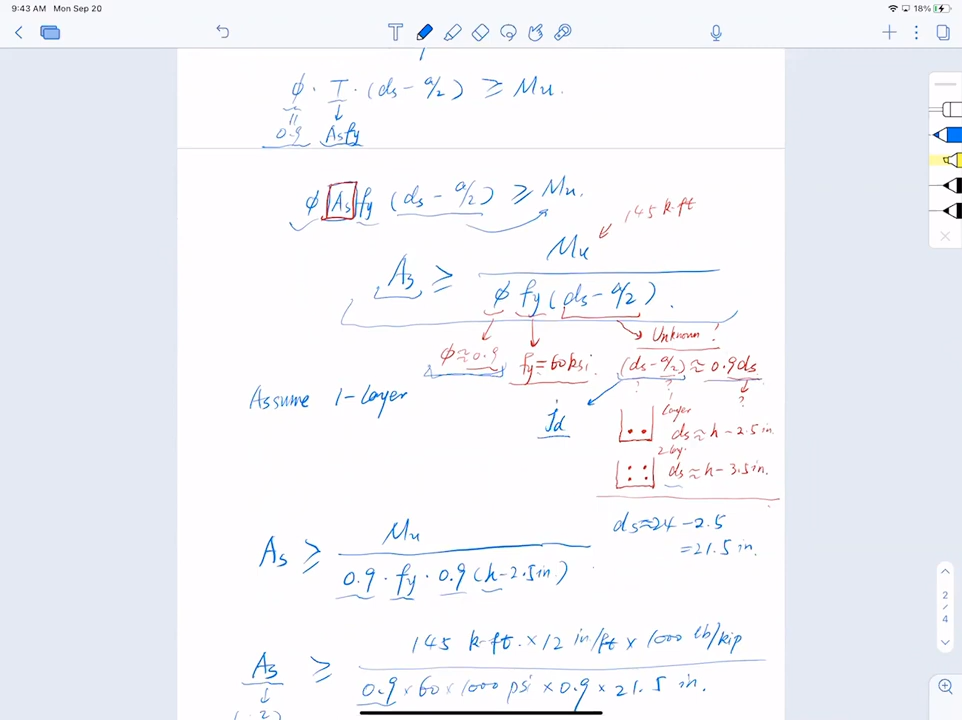 9:43 AM Mon Sep 20
18%
T
ϕ · T · (ds - a/2) ≥ Mu.
0.9 Asfy
ϕ As fy (ds - a/2) ≥ Mu.
145 k·ft
As ≥ Mu / ϕ fy (ds - a/2).
Unknown!
ϕ≈0.9 fy=60ksi. (ds - a/2) ≈ 0.9ds
? ? ?
Assume 1-layer
jd
1 layer
ds ≈ h - 2.5 in.
2 lay.
ds ≈ h - 3.5 in.
ds ≈ 24 - 2.5
= 21.5 in.
As ≥ Mu / 0.9 · fy · 0.9 (h - 2.5in)
2
/
4
As ≥ 145 k-ft. × 12 in/ft × 1000 lb/kip / 0.9 × 60 × 1000 psi × 0.9 × 21.5 in.